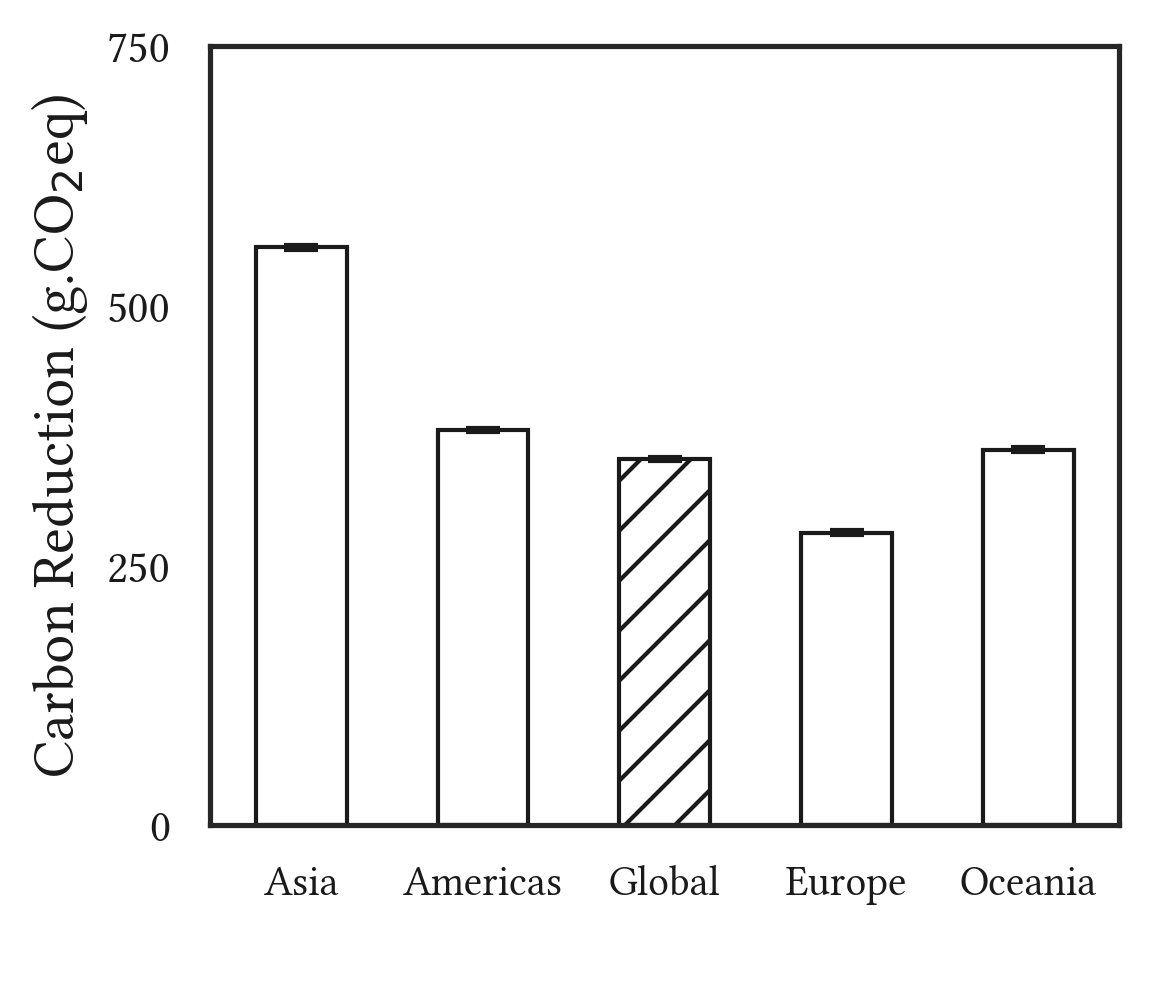 750
500
250
0
Carbon Reduction (g.CO₂eq)
Asia
Americas
Global
Europe
Oceania